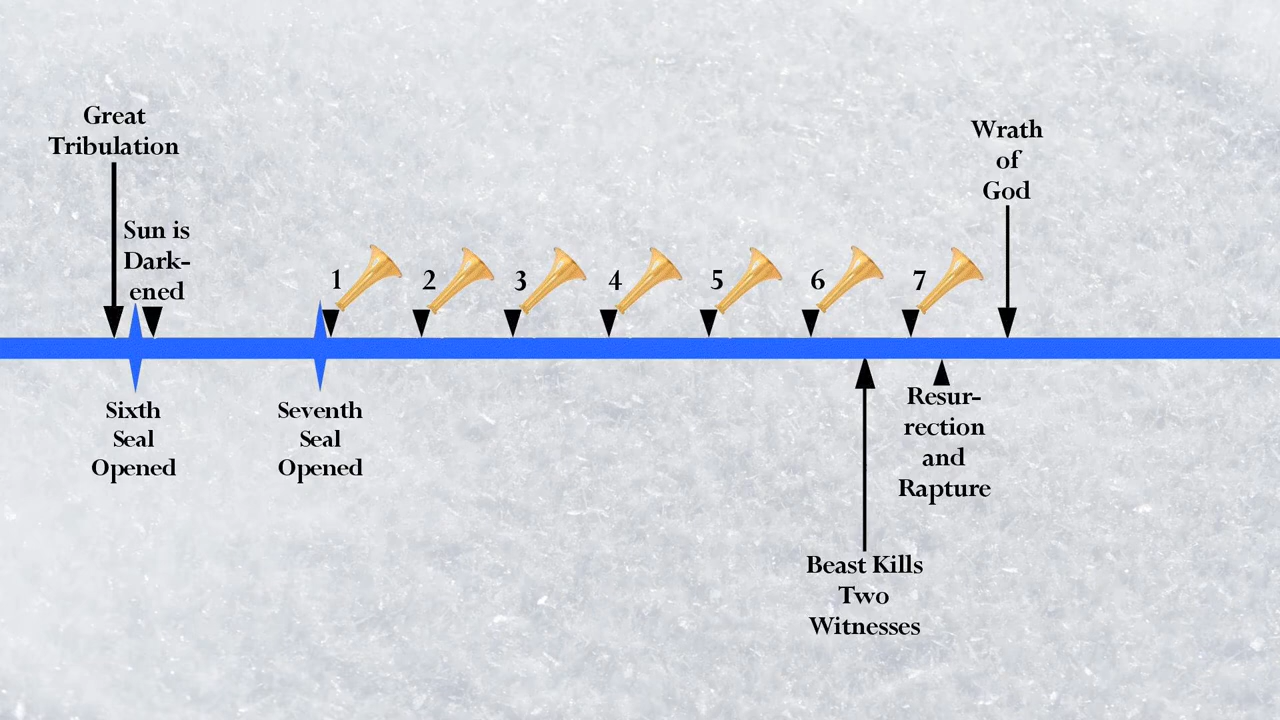 Great
Tribulation
Sun is
Dark-
ened
Sixth
Seal
Opened
Seventh
Seal
Opened
1
2
3
4
5
6
7
Beast Kills
Two
Witnesses
Resur-
rection
and
Rapture
Wrath
of
God